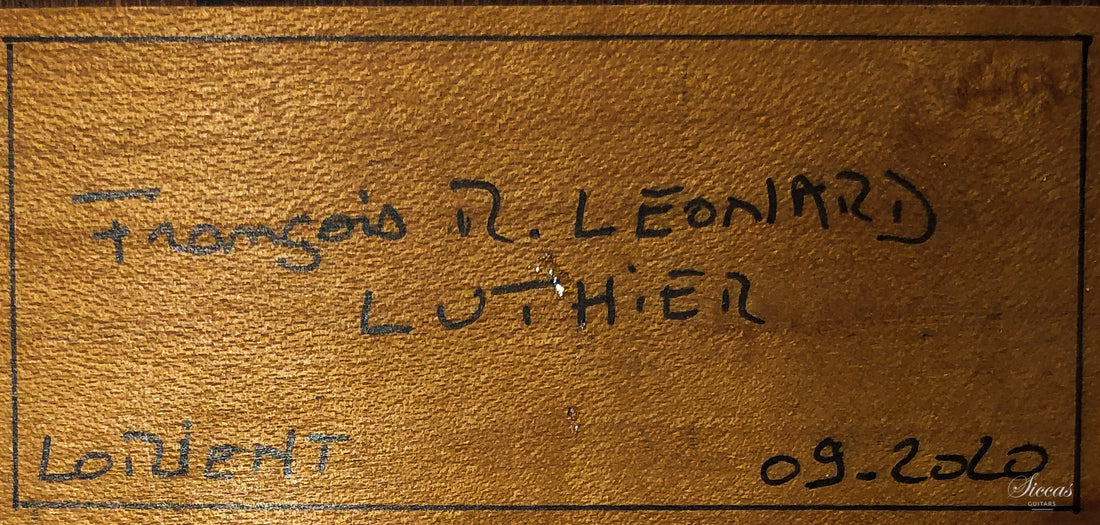 François R. LEONARD
LUTHiER
LORiENT
09-2020
Siccas
GUITARS